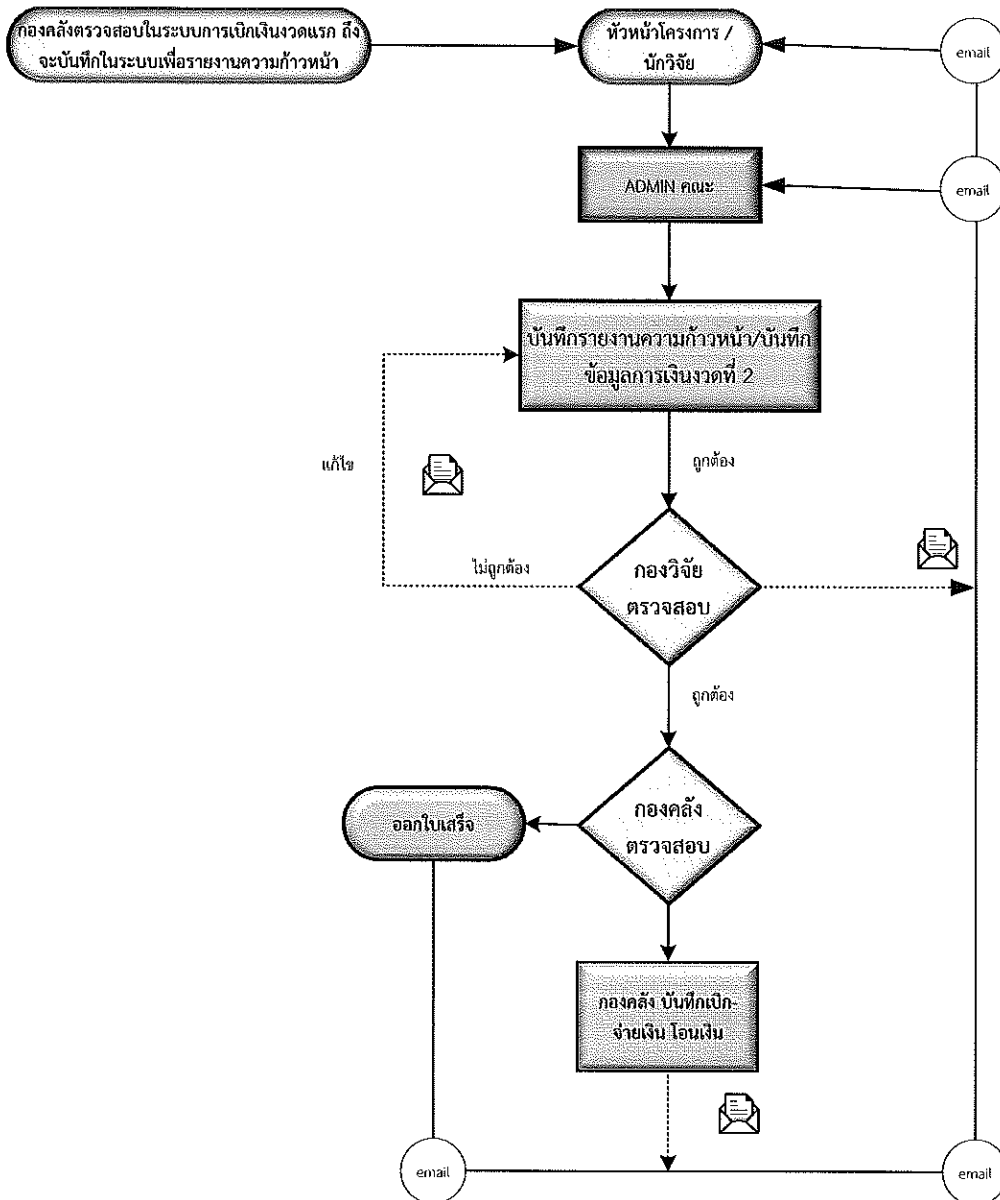 กองคลังตรวจสอบในระบบการเบิกเงินงวดแรก ถึง
จะบันทึกในระบบเพื่อรายงานความก้าวหน้า
หัวหน้าโครงการ /
นักวิจัย
email
ADMIN คณะ
email
บันทึกรายงานความก้าวหน้า/บันทึก
ข้อมูลการเงินงวดที่ 2
แก้ไข
ถูกต้อง
ไม่ถูกต้อง
กองวิจัย
ตรวจสอบ
ถูกต้อง
ออกใบเสร็จ
กองคลัง
ตรวจสอบ
กองคลัง บันทึกเบิก-
จ่ายเงิน โอนเงิน
email
email